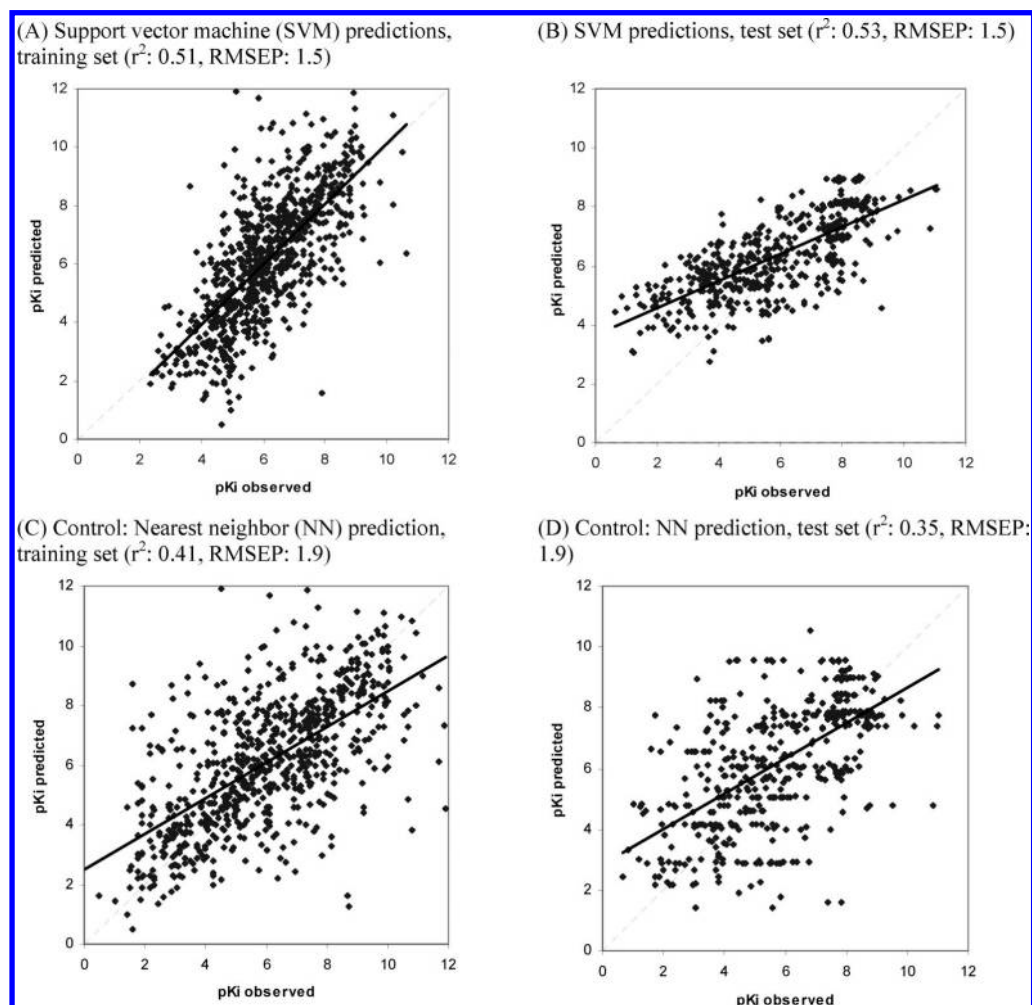 (A) Support vector machine (SVM) predictions,
training set (r²: 0.51, RMSEP: 1.5)
12
10
8
6
4
2
0
pKi predicted
0 2 4 6 8 10 12
pKi observed
(B) SVM predictions, test set (r²: 0.53, RMSEP: 1.5)
12
10
8
6
4
2
0
pKi predicted
0 2 4 6 8 10 12
pKi observed
(C) Control: Nearest neighbor (NN) prediction,
training set (r²: 0.41, RMSEP: 1.9)
12
10
8
6
4
2
0
pKi predicted
0 2 4 6 8 10 12
pKi observed
(D) Control: NN prediction, test set (r²: 0.35, RMSEP:
1.9)
12
10
8
6
4
2
0
pKi predicted
0 2 4 6 8 10 12
pKi observed